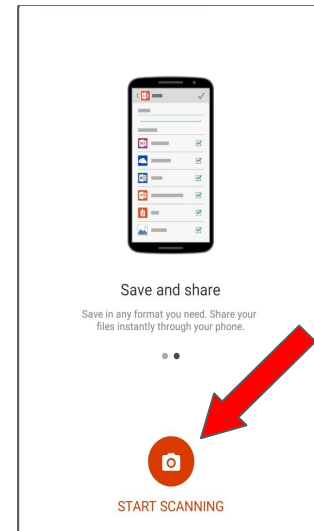 Save and share
Save in any format you need. Share your
files instantly through your phone.
START SCANNING